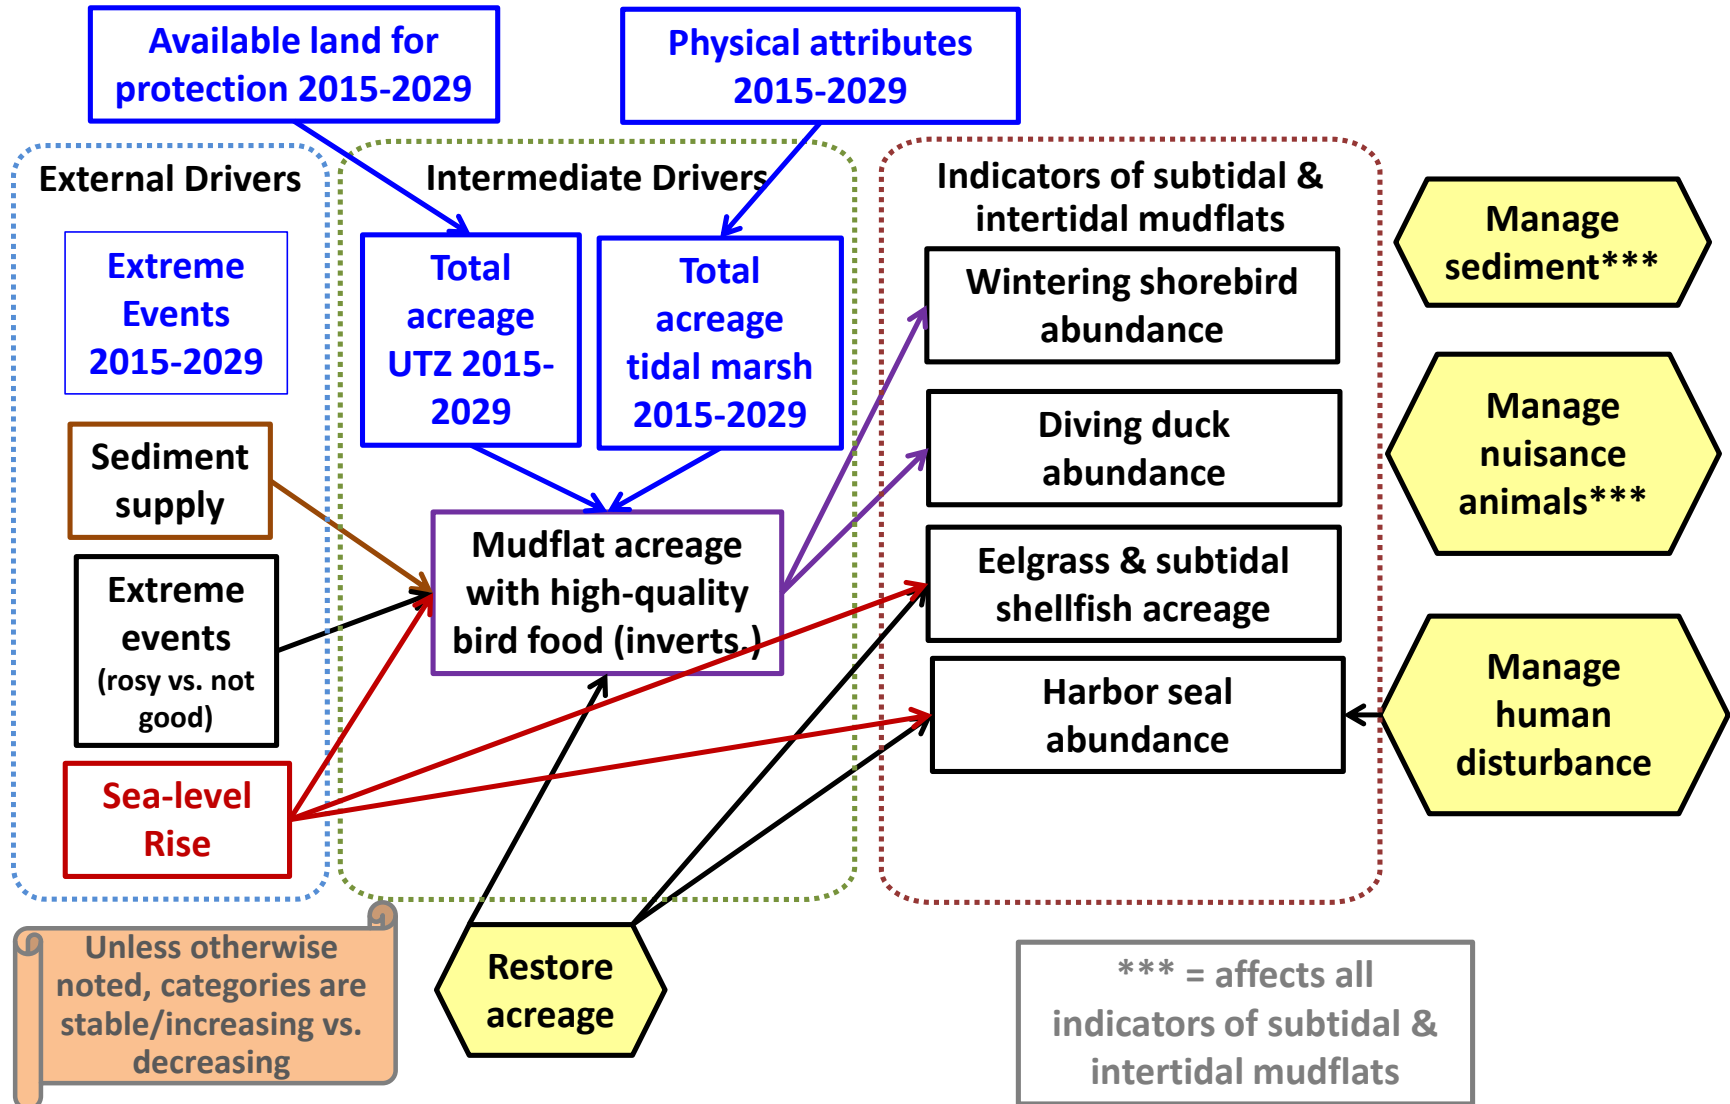 Available land for
protection 2015-2029
Physical attributes
2015-2029
External Drivers
Intermediate Drivers
Indicators of subtidal &
intertidal mudflats
Extreme
Events
2015-2029
Sediment
supply
Extreme
events
(rosy vs. not
good)
Sea-level
Rise
Total
acreage
UTZ 2015-
2029
Total
acreage
tidal marsh
2015-2029
Mudflat acreage
with high-quality
bird food (inverts.)
Wintering shorebird
abundance
Diving duck
abundance
Eelgrass & subtidal
shellfish acreage
Harbor seal
abundance
Manage
sediment***
Manage
nuisance
animals***
Manage
human
disturbance
Unless otherwise
noted, categories are
stable/increasing vs.
decreasing
Restore
acreage
*** = affects all
indicators of subtidal &
intertidal mudflats